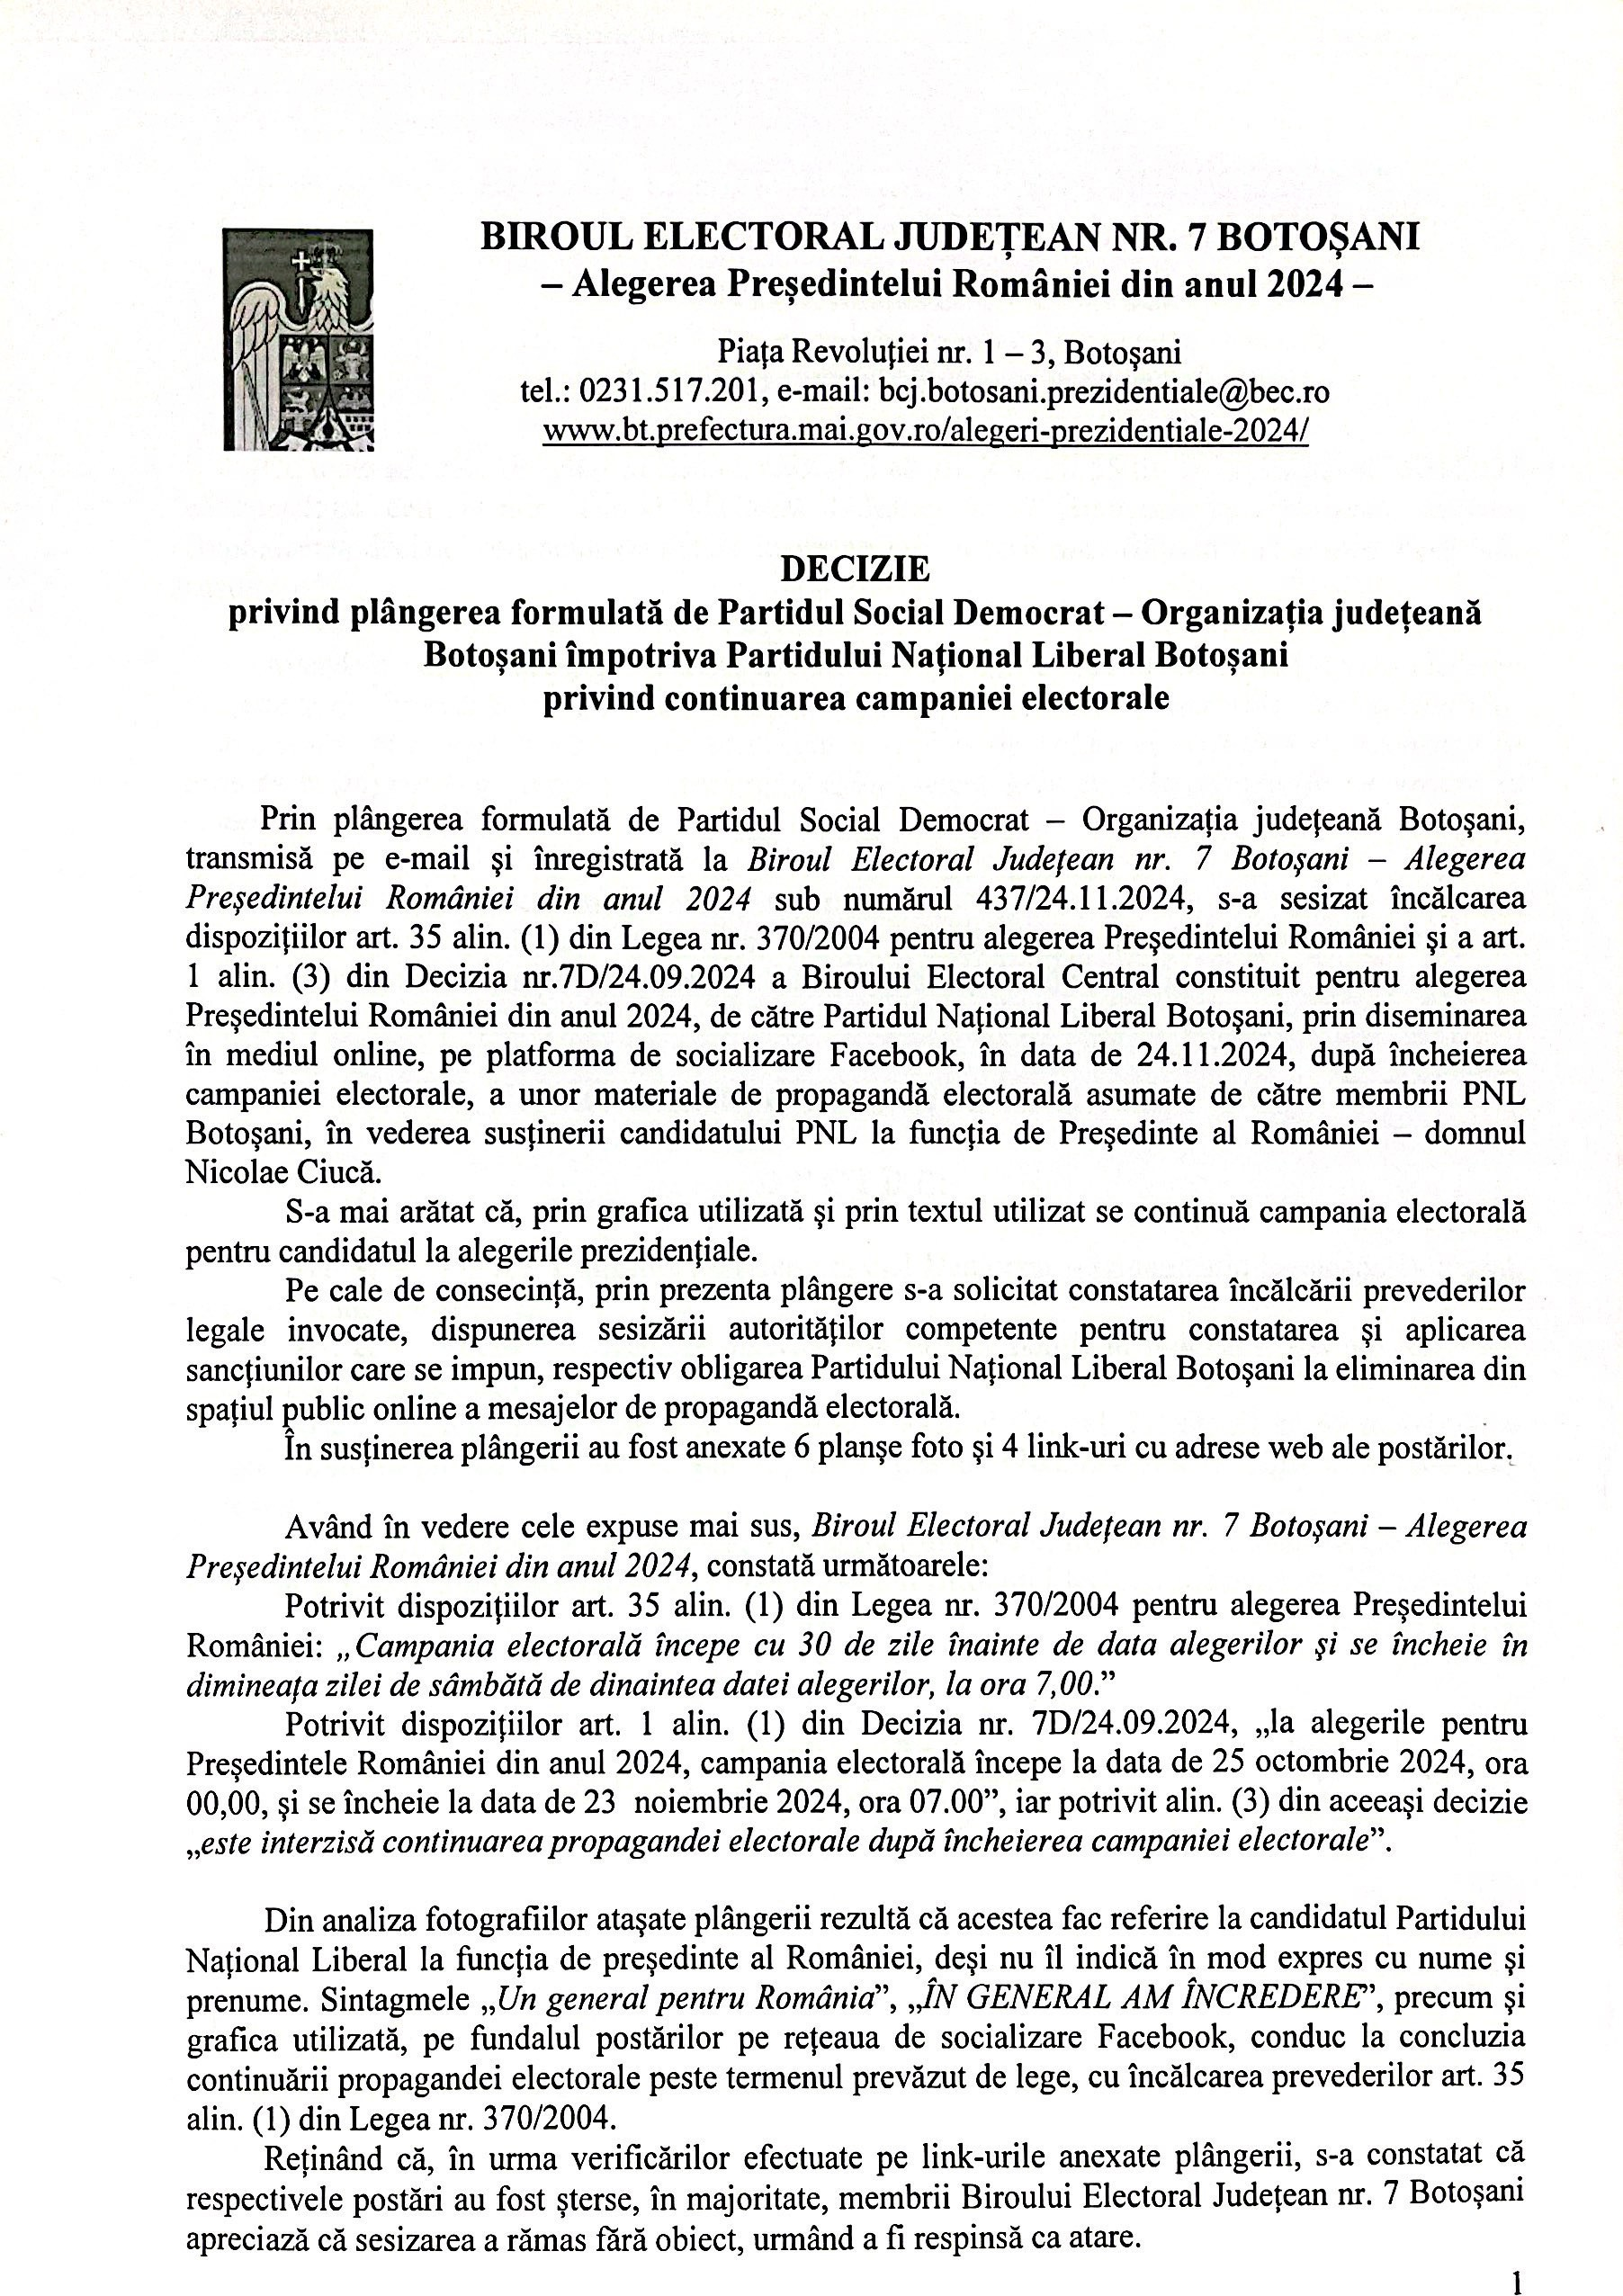 BIROUL ELECTORAL JUDEȚEAN NR. 7 BOTOȘANI
– Alegerea Președintelui României din anul 2024 –
Piața Revoluției nr. 1 – 3, Botoșani
tel.: 0231.517.201, e-mail: bcj.botosani.prezidentiale@bec.ro
www.bt.prefectura.mai.gov.ro/alegeri-prezidentiale-2024/
DECIZIE
privind plângerea formulată de Partidul Social Democrat – Organizația județeană
Botoșani împotriva Partidului Național Liberal Botoșani
privind continuarea campaniei electorale
Prin plângerea formulată de Partidul Social Democrat – Organizația județeană Botoșani,
transmisă pe e-mail și înregistrată la Biroul Electoral Județean nr. 7 Botoșani – Alegerea
Președintelui României din anul 2024 sub numărul 437/24.11.2024, s-a sesizat încălcarea
dispozițiilor art. 35 alin. (1) din Legea nr. 370/2004 pentru alegerea Președintelui României și a art.
1 alin. (3) din Decizia nr.7D/24.09.2024 a Biroului Electoral Central constituit pentru alegerea
Președintelui României din anul 2024, de către Partidul Național Liberal Botoșani, prin diseminarea
în mediul online, pe platforma de socializare Facebook, în data de 24.11.2024, după încheierea
campaniei electorale, a unor materiale de propagandă electorală asumate de către membrii PNL
Botoșani, în vederea susținerii candidatului PNL la funcția de Președinte al României – domnul
Nicolae Ciucă.
S-a mai arătat că, prin grafica utilizată și prin textul utilizat se continuă campania electorală
pentru candidatul la alegerile prezidențiale.
Pe cale de consecință, prin prezenta plângere s-a solicitat constatarea încălcării prevederilor
legale invocate, dispunerea sesizării autorităților competente pentru constatarea și aplicarea
sancțiunilor care se impun, respectiv obligarea Partidului Național Liberal Botoșani la eliminarea din
spațiul public online a mesajelor de propagandă electorală.
În susținerea plângerii au fost anexate 6 planșe foto și 4 link-uri cu adrese web ale postărilor.
Având în vedere cele expuse mai sus, Biroul Electoral Județean nr. 7 Botoșani – Alegerea
Președintelui României din anul 2024, constată următoarele:
Potrivit dispozițiilor art. 35 alin. (1) din Legea nr. 370/2004 pentru alegerea Președintelui
României: „Campania electorală începe cu 30 de zile înainte de data alegerilor și se încheie în
dimineața zilei de sâmbătă de dinaintea datei alegerilor, la ora 7,00.”
Potrivit dispozițiilor art. 1 alin. (1) din Decizia nr. 7D/24.09.2024, „la alegerile pentru
Președintele României din anul 2024, campania electorală începe la data de 25 octombrie 2024, ora
00,00, și se încheie la data de 23 noiembrie 2024, ora 07.00”, iar potrivit alin. (3) din aceeași decizie
„este interzisă continuarea propagandei electorale după încheierea campaniei electorale”.
Din analiza fotografiilor atașate plângerii rezultă că acestea fac referire la candidatul Partidului
Național Liberal la funcția de președinte al României, deși nu îl indică în mod expres cu nume și
prenume. Sintagmele „Un general pentru România”, „ÎN GENERAL AM ÎNCREDERE”, precum și
grafica utilizată, pe fundalul postărilor pe rețeaua de socializare Facebook, conduc la concluzia
continuării propagandei electorale peste termenul prevăzut de lege, cu încălcarea prevederilor art. 35
alin. (1) din Legea nr. 370/2004.
Reținând că, în urma verificărilor efectuate pe link-urile anexate plângerii, s-a constatat că
respectivele postări au fost șterse, în majoritate, membrii Biroului Electoral Județean nr. 7 Botoșani
apreciază că sesizarea a rămas fără obiect, urmând a fi respinsă ca atare.
1